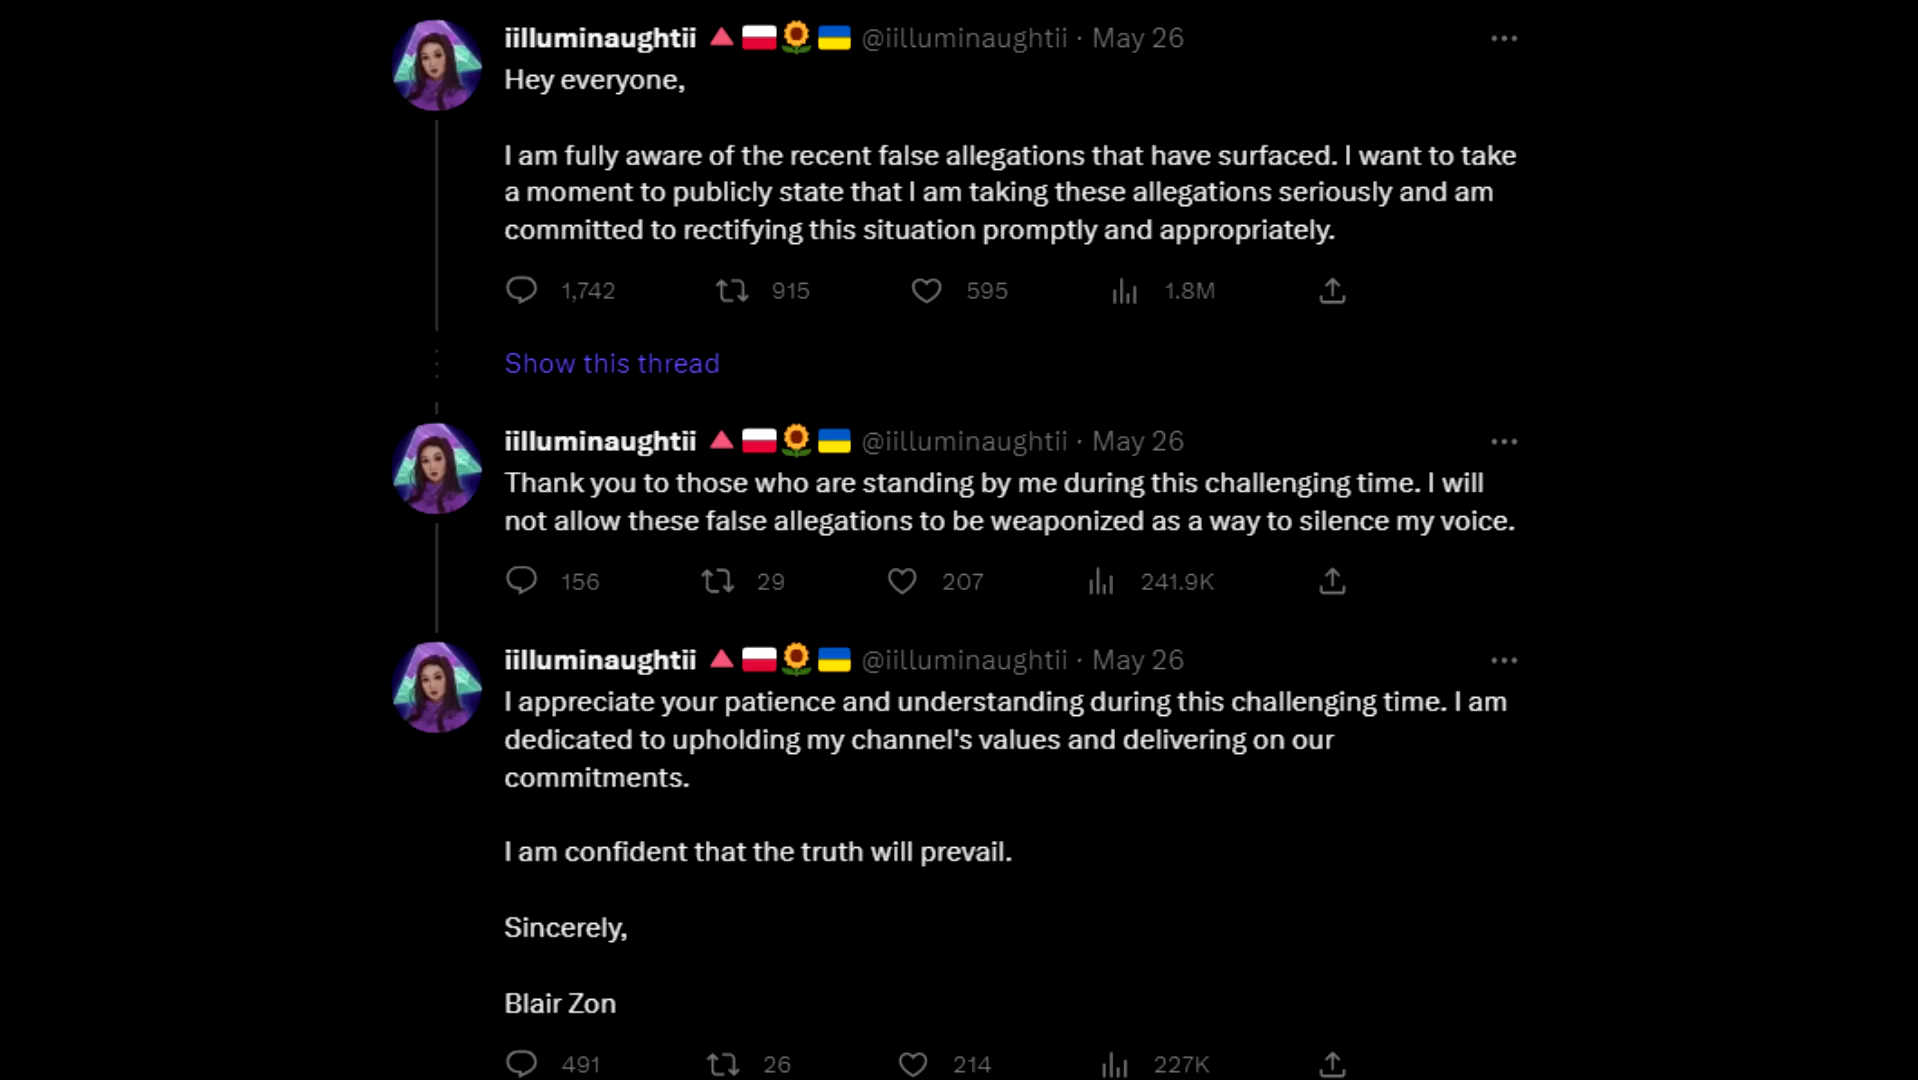 iilluminaughtii 🔺🇵🇱🌻🇺🇦 @iilluminaughtii · May 26
Hey everyone,
I am fully aware of the recent false allegations that have surfaced. I want to take
a moment to publicly state that I am taking these allegations seriously and am
committed to rectifying this situation promptly and appropriately.
1,742 915 595 1.8M
Show this thread
iilluminaughtii 🔺🇵🇱🌻🇺🇦 @iilluminaughtii · May 26
Thank you to those who are standing by me during this challenging time. I will
not allow these false allegations to be weaponized as a way to silence my voice.
156 29 207 241.9K
iilluminaughtii 🔺🇵🇱🌻🇺🇦 @iilluminaughtii · May 26
I appreciate your patience and understanding during this challenging time. I am
dedicated to upholding my channel's values and delivering on our
commitments.
I am confident that the truth will prevail.
Sincerely,
Blair Zon
491 26 214 227K